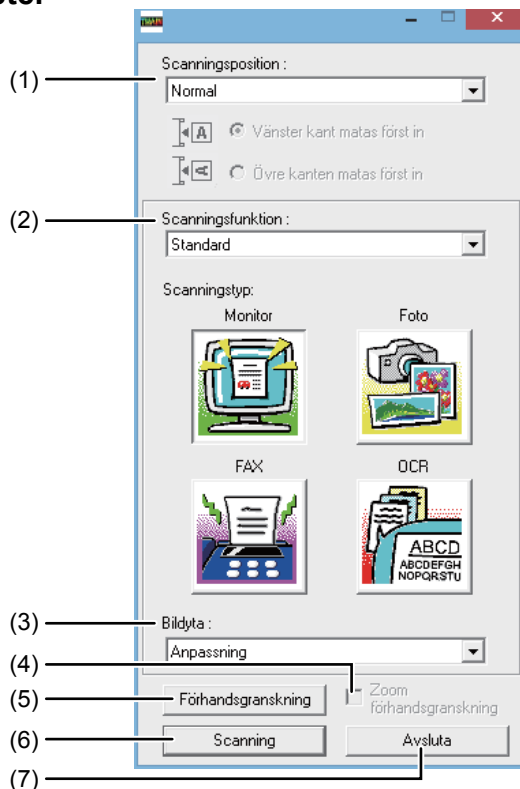 TWAIN
(1)
Scanningsposition :
Normal
A
Vänster kant matas först in
A
Övre kanten matas först in
(2)
Scanningsfunktion :
Standard
Scanningstyp:
Monitor
Foto
FAX
OCR
ABCD
ABCDEFGH
NOPQRSTU
(3)
Bildyta :
Anpassning
(4)
Zoom
förhandsgranskning
(5)
Förhandsgranskning
(6)
Scanning
Avsluta
(7)